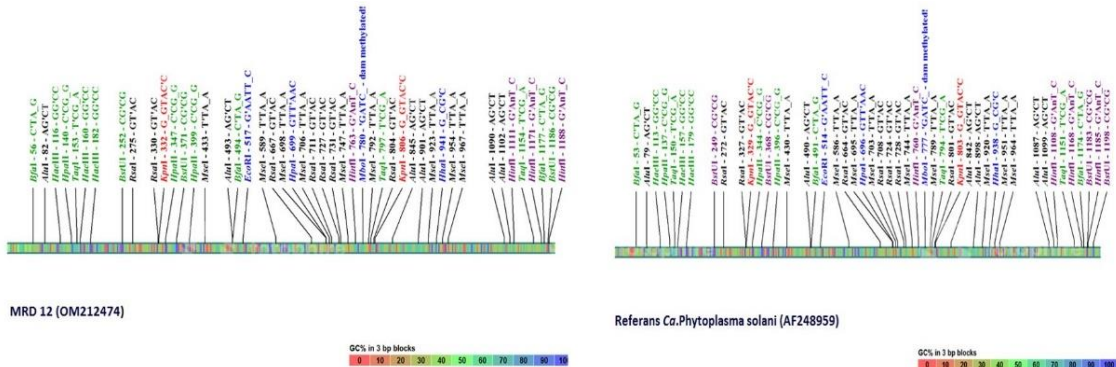 BfaI - 56 - C'TA_G
AluI - 82 - AG'CT
HaeIII - 116 - GG'CC
HpaII - 140 - C'CG_G
TaqI - 153 - T'CG_A
HaeIII - 160 - GG'CC
HaeIII - 182 - GG'CC
BstUI - 252 - CG'CG
RsaI - 275 - GT'AC
RsaI - 330 - GT'AC
KpnI - 332 - G_GTAC'C
HpaII - 347 - C'CG_G
BstUI - 371 - CG'CG
HpaII - 399 - C'CG_G
MseI - 433 - T'TA_A
AluI - 493 - AG'CT
BfaI - 494 - C'TA_G
EcoRI - 517 - G'AATT_C
MseI - 589 - T'TA_A
MseI - 667 - T'TA_A
MseI - 698 - T'TA_A
HpaI - 699 - GTT'AAC
MseI - 706 - T'TA_A
RsaI - 711 - GT'AC
RsaI - 727 - GT'AC
RsaI - 731 - GT'AC
MseI - 747 - T'TA_A
HinfI - 763 - G'AnT_C
MboI - 780 - 'GATC_ - dam methylated!
MseI - 792 - T'TA_A
TaqI - 797 - T'CG_A
RsaI - 804 - GT'AC
KpnI - 806 - G_GTAC'C
AluI - 845 - AG'CT
AluI - 901 - AG'CT
MseI - 923 - T'TA_A
HhaI - 941 - G_CG'C
MseI - 954 - T'TA_A
MseI - 967 - T'TA_A
AluI - 1090 - AG'CT
AluI - 1102 - AG'CT
HinfI - 1111 - G'AnT_C
TaqI - 1154 - T'CG_A
HinfI - 1171 - G'AnT_C
BfaI - 1177 - C'TA_G
BstUI - 1186 - CG'CG
HinfI - 1188 - G'AnT_C
MRD 12 (OM212474)
GC% in 3 bp blocks
0 10 20 30 40 50 60 70 80 90 10
BfaI - 53 - C'TA_G
AluI - 79 - AG'CT
HaeIII - 113 - GG'CC
HpaII - 137 - C'CG_G
TaqI - 150 - T'CG_A
HaeIII - 157 - GG'CC
HaeIII - 179 - GG'CC
BstUI - 249 - CG'CG
RsaI - 272 - GT'AC
RsaI - 327 - GT'AC
KpnI - 329 - G_GTAC'C
HpaII - 344 - C'CG_G
BstUI - 368 - CG'CG
HpaII - 396 - C'CG_G
MseI - 430 - T'TA_A
AluI - 490 - AG'CT
BfaI - 491 - C'TA_G
EcoRI - 514 - G'AATT_C
MseI - 586 - T'TA_A
MseI - 664 - T'TA_A
MseI - 695 - T'TA_A
HpaI - 696 - GTT'AAC
MseI - 703 - T'TA_A
RsaI - 708 - GT'AC
RsaI - 724 - GT'AC
RsaI - 728 - GT'AC
MseI - 744 - T'TA_A
HinfI - 760 - G'AnT_C
MboI - 777 - 'GATC_ - dam methylated!
MseI - 789 - T'TA_A
TaqI - 794 - T'CG_A
RsaI - 801 - GT'AC
KpnI - 803 - G_GTAC'C
AluI - 842 - AG'CT
AluI - 898 - AG'CT
MseI - 920 - T'TA_A
HhaI - 938 - G_CG'C
MseI - 951 - T'TA_A
MseI - 964 - T'TA_A
AluI - 1087 - AG'CT
AluI - 1099 - AG'CT
HinfI - 1108 - G'AnT_C
TaqI - 1151 - T'CG_A
HinfI - 1168 - G'AnT_C
BfaI - 1174 - C'TA_G
BstUI - 1183 - CG'CG
HinfI - 1185 - G'AnT_C
BstUI - 1198 - CG'CG
Referans Ca.Phytoplasma solani (AF248959)
GC% in 3 bp blocks
0 10 20 30 40 50 60 70 80 90 100